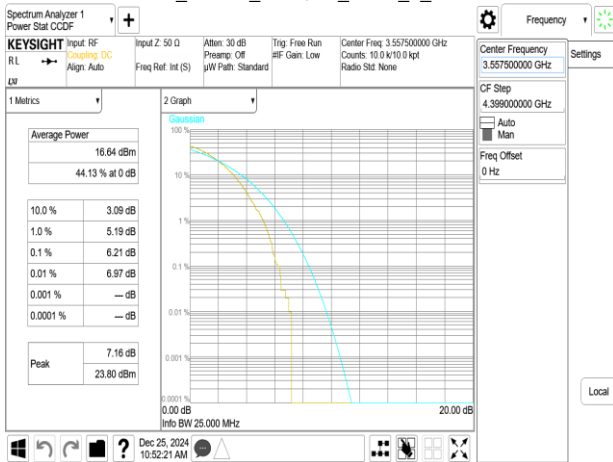 Spectrum Analyzer 1
Power Stat CCDF
Frequency
KEYSIGHT
RL
LXI
Input: RF
Coupling: DC
Align: Auto
Input Z: 50 Ω
Freq Ref: Int (S)
Atten: 30 dB
Preamp: Off
µW Path: Standard
Trig: Free Run
#IF Gain: Low
Center Freq: 3.557500000 GHz
Counts: 10.0 k/10.0 kpt
Radio Std: None
Center Frequency
3.557500000 GHz
Settings
CF Step
4.399000000 GHz
Auto
Man
Freq Offset
0 Hz
1 Metrics
2 Graph
Average Power
16.64 dBm
44.13 % at 0 dB
10.0 % 3.09 dB
1.0 % 5.19 dB
0.1 % 6.21 dB
0.01 % 6.97 dB
0.001 % --- dB
0.0001 % --- dB
Peak
7.16 dB
23.80 dBm
Gaussian
100 %
10 %
1 %
0.1 %
0.01 %
0.001 %
0.0001 %
0.00 dB 20.00 dB
Info BW 25.000 MHz
Local
? Dec 25, 2024
10:52:21 AM